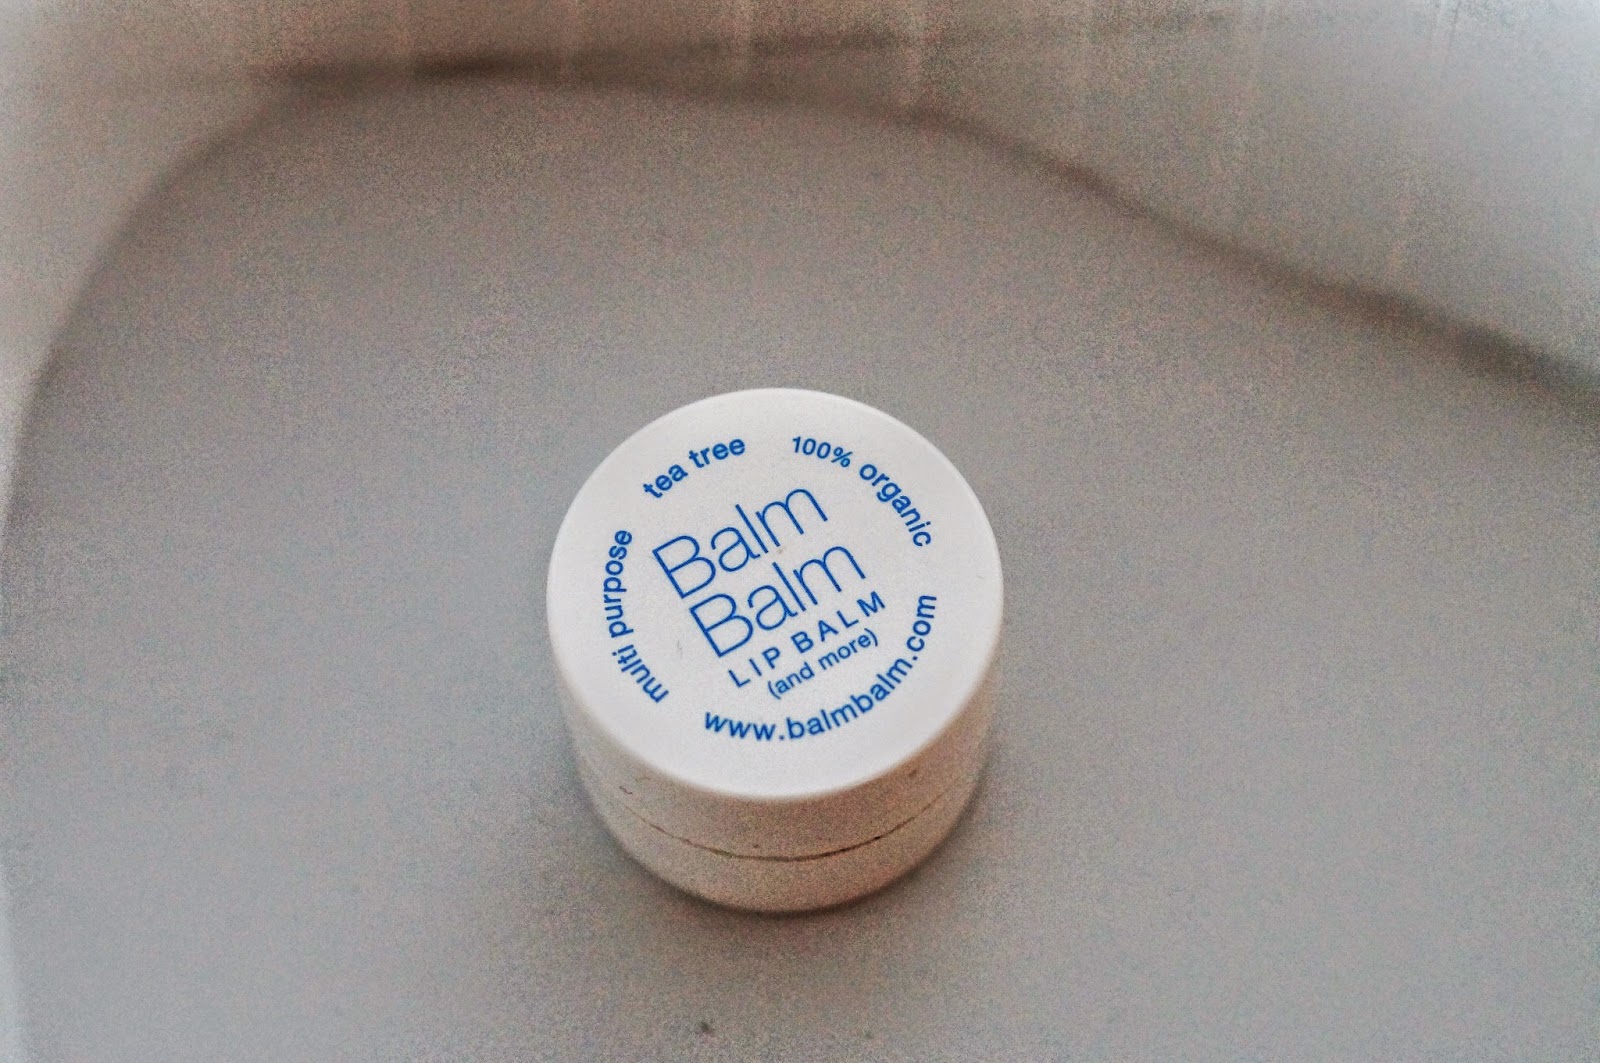 multi purpose
tea tree
100% organic
Balm
Balm
LIP BALM
(and more)
www.balmbalm.com